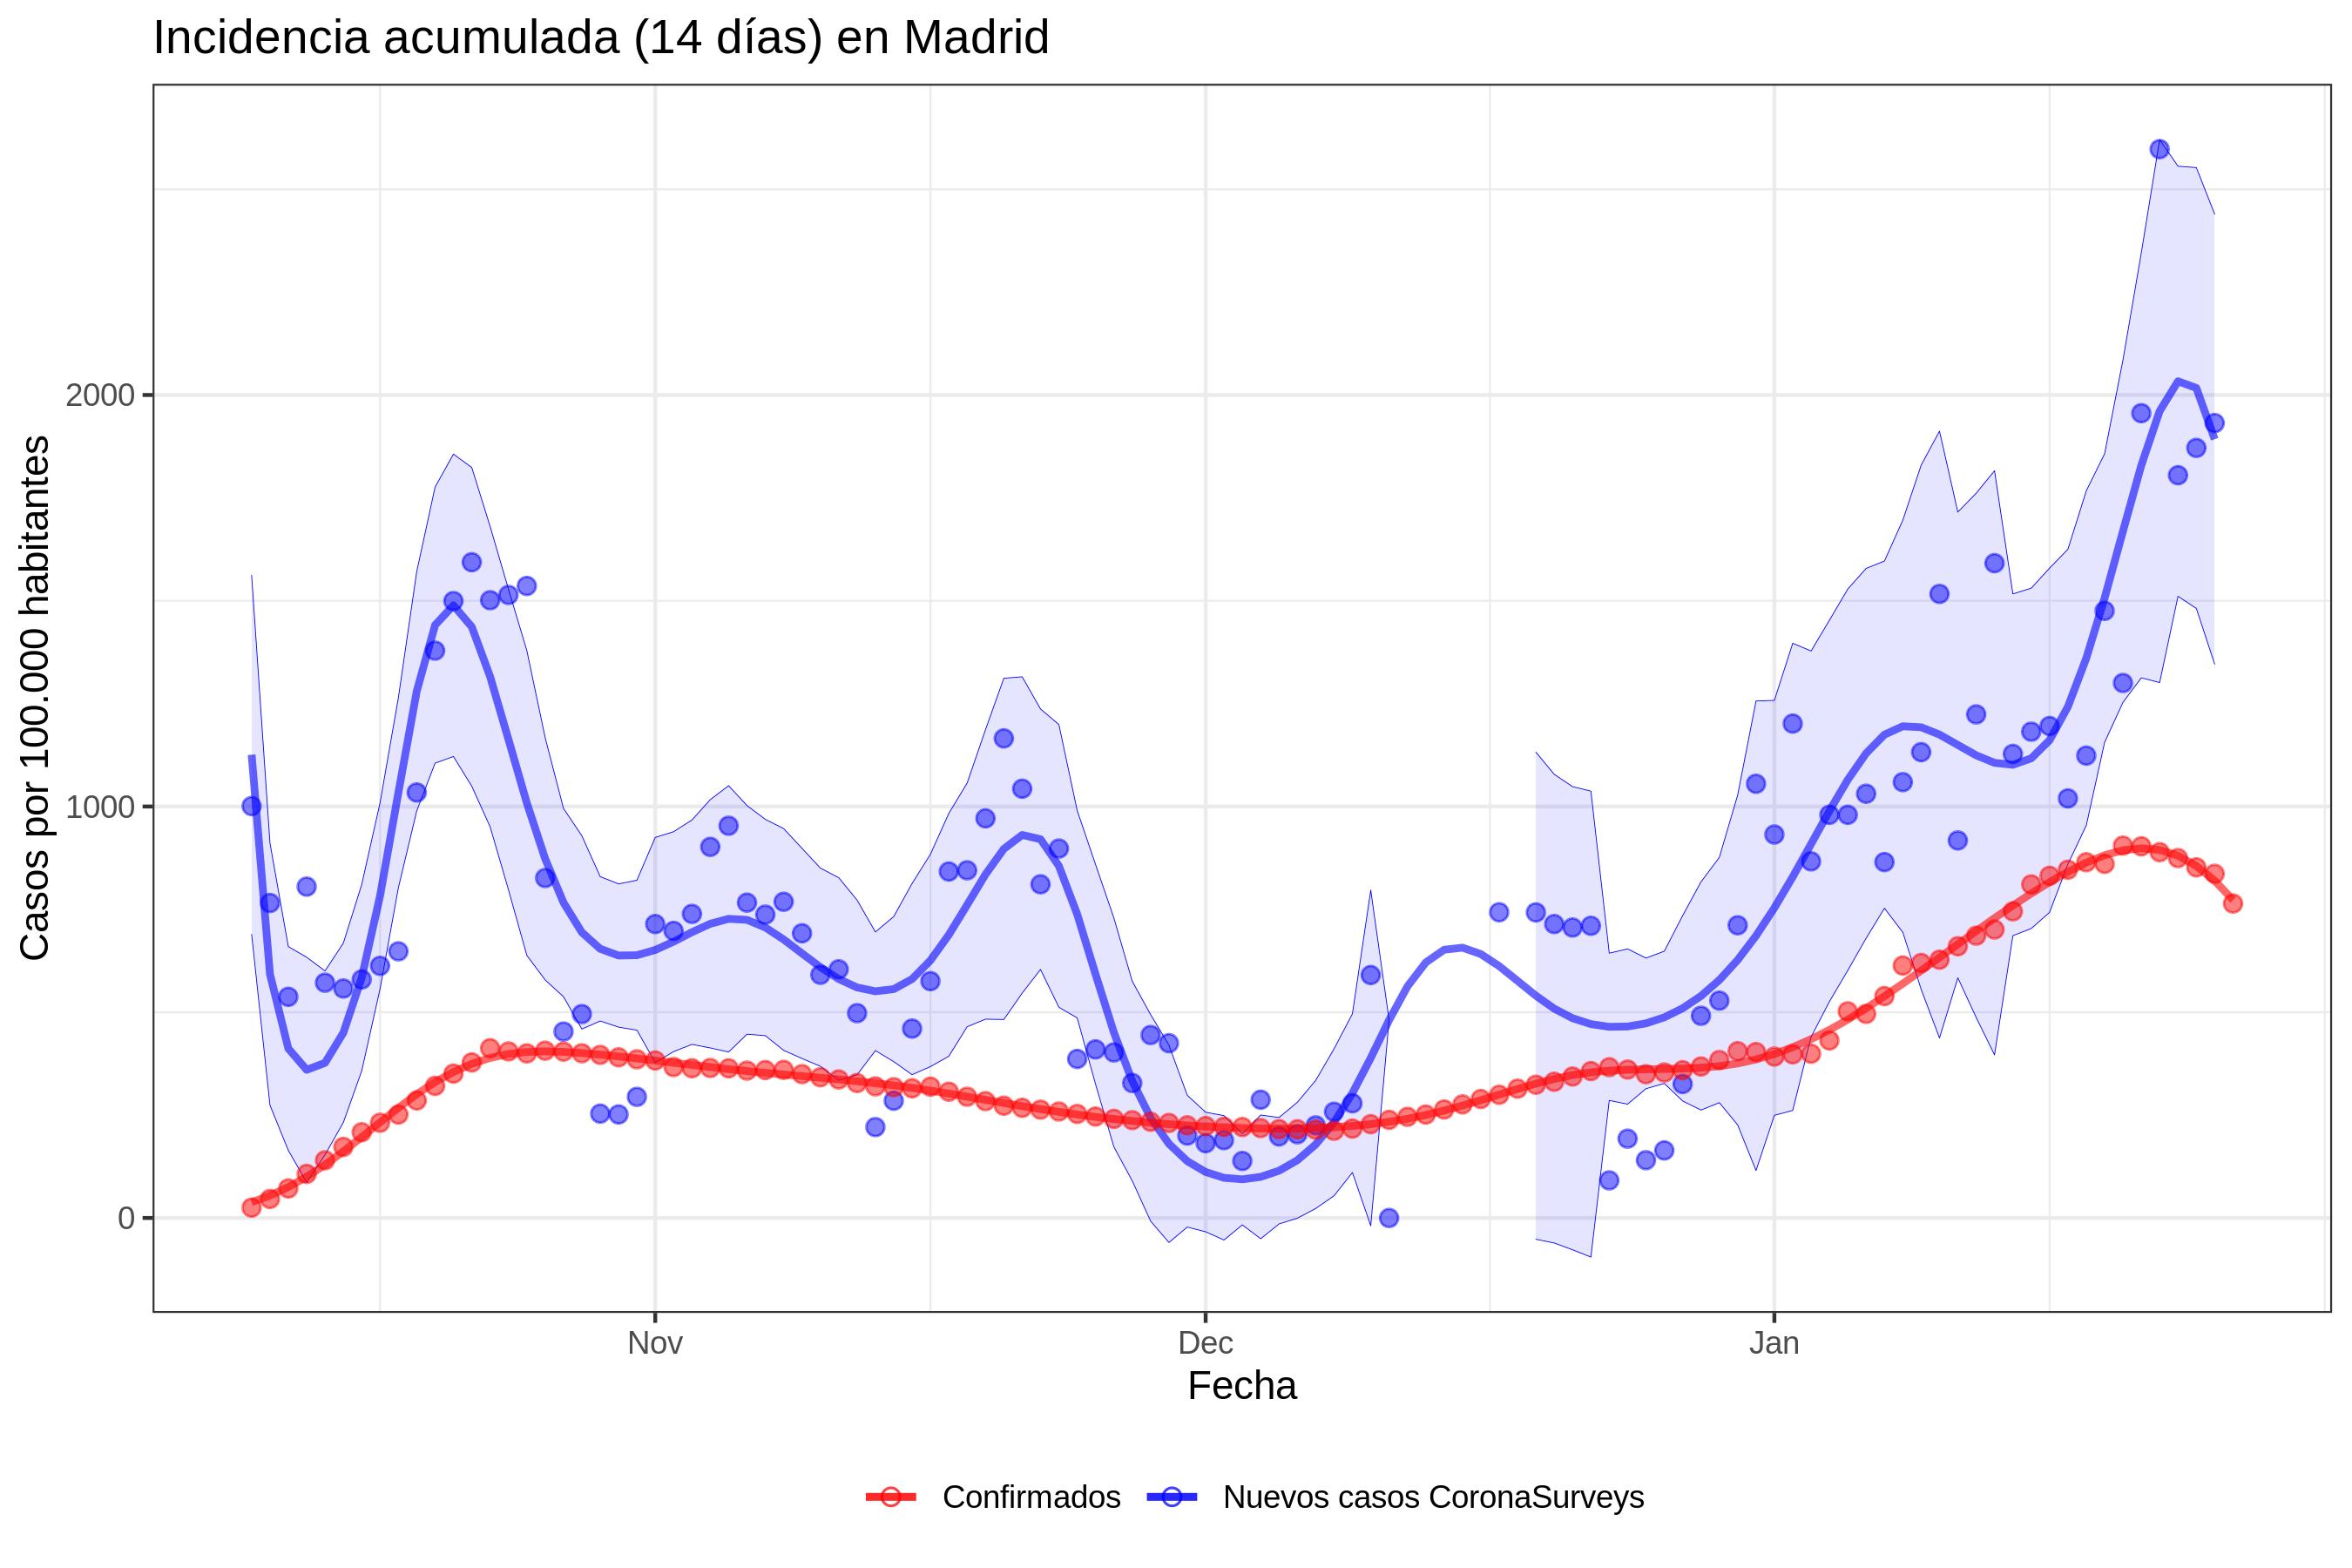 Incidencia acumulada (14 días) en Madrid
Casos por 100.000 habitantes
2000
1000
0
Nov Dec Jan
Fecha
Confirmados Nuevos casos CoronaSurveys